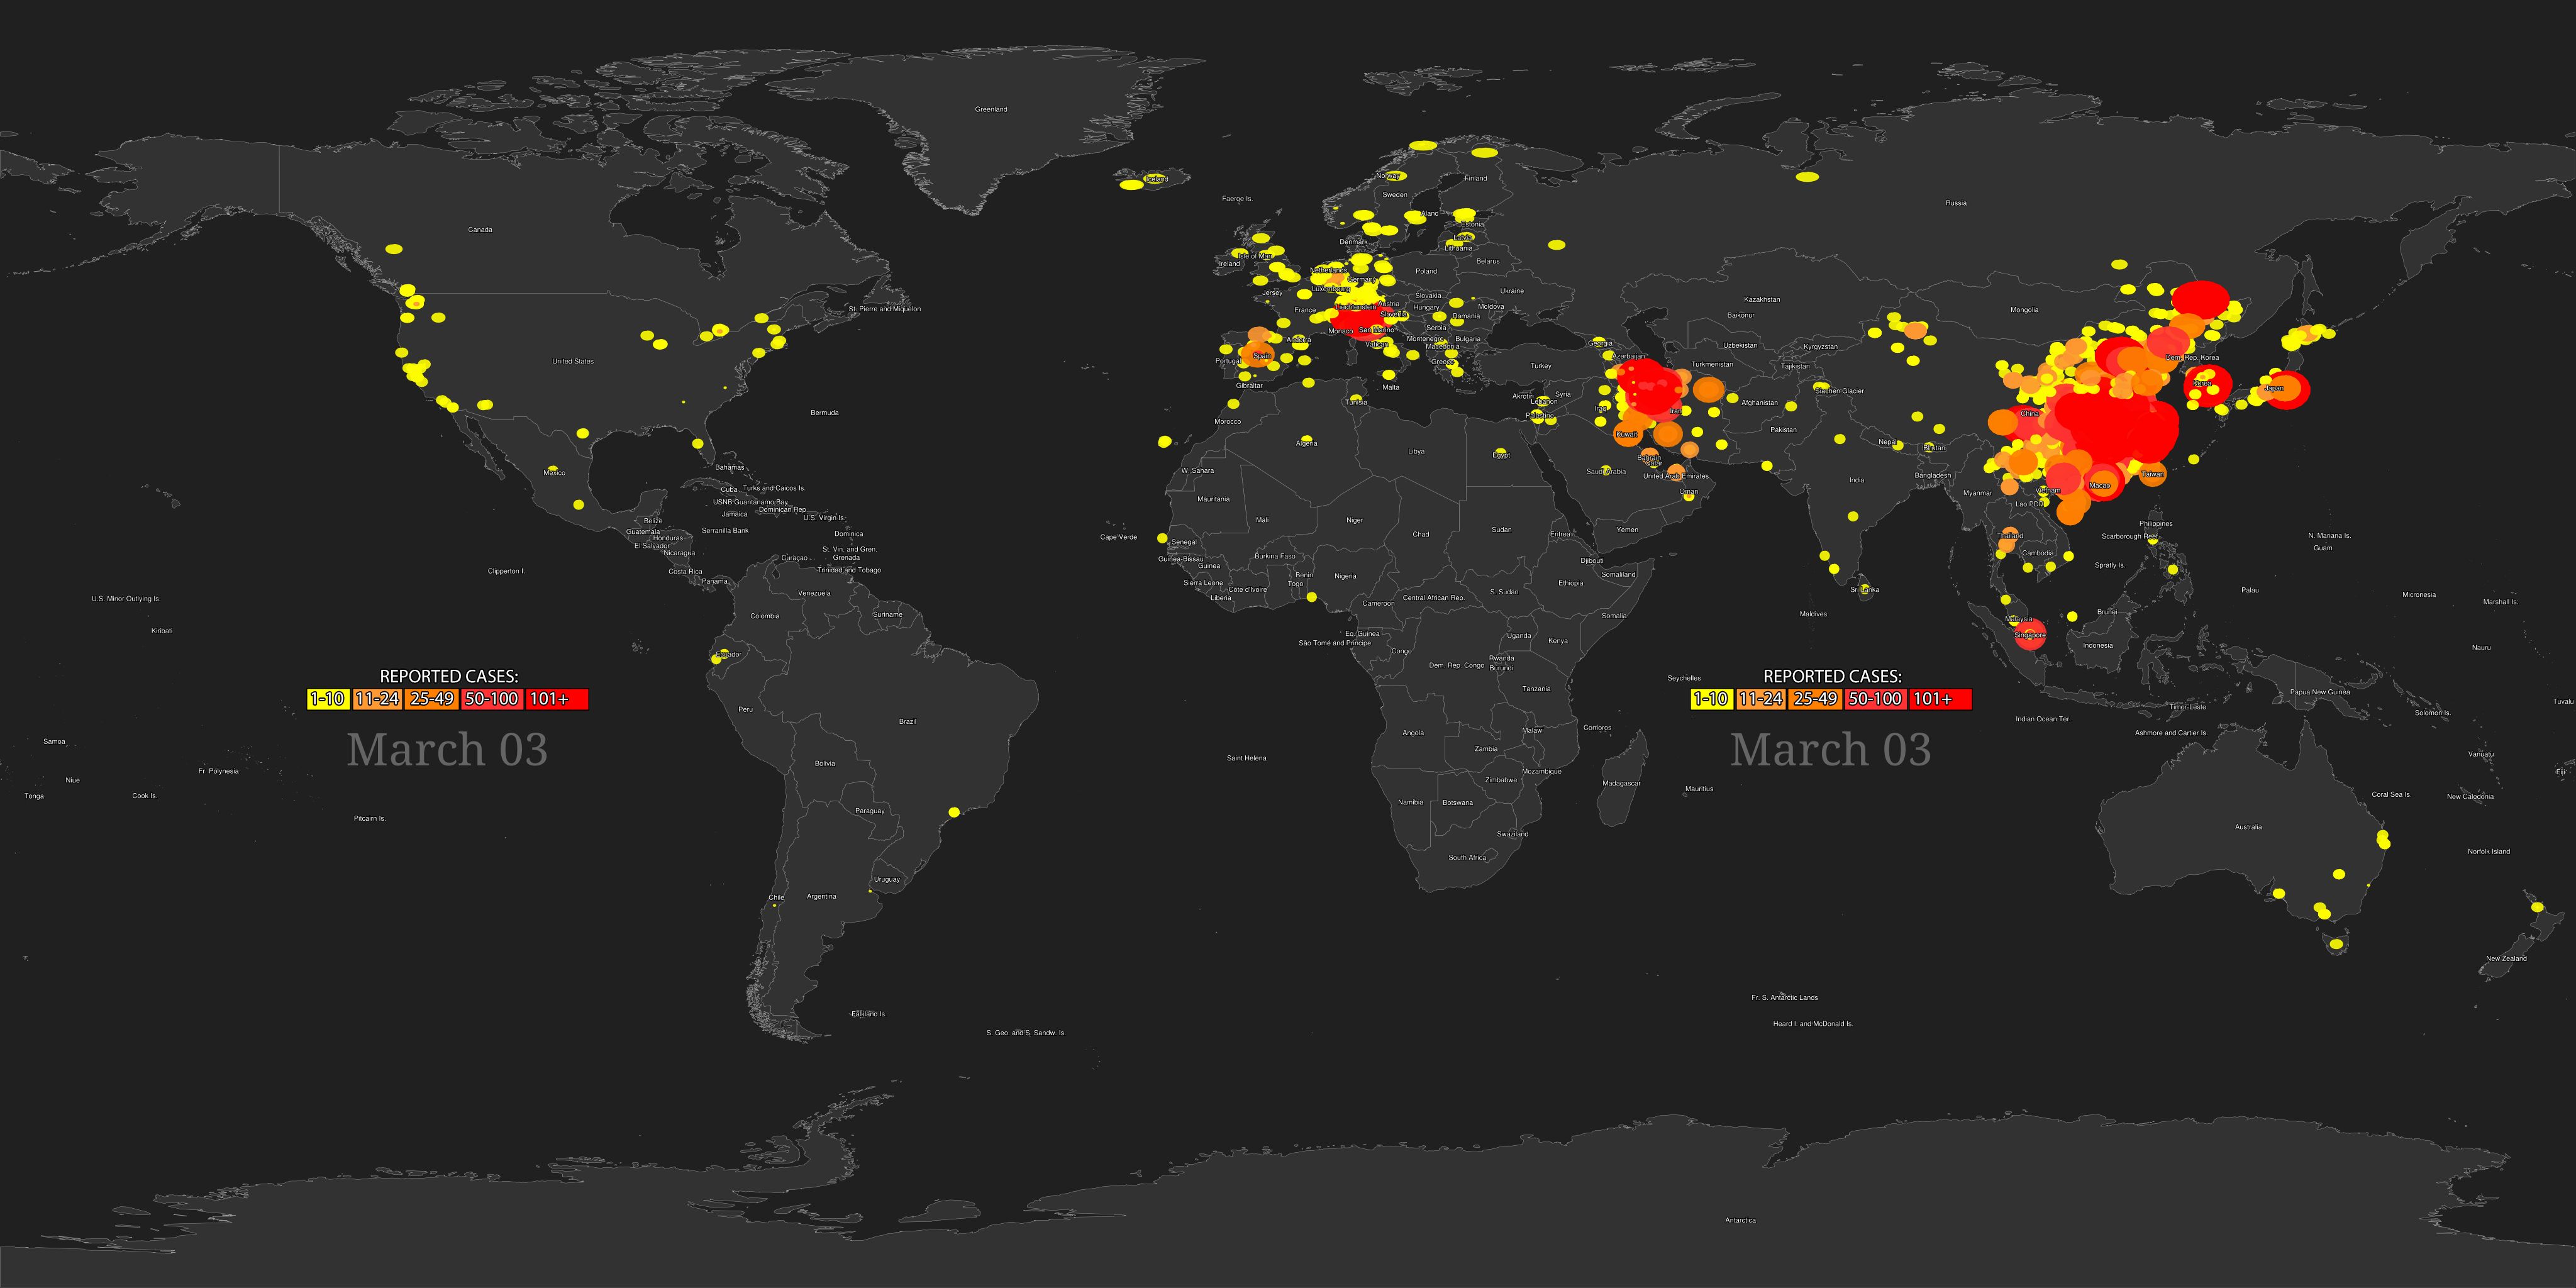 Greenland
Norway
Finland
Iceland
Sweden
Faeroe Is.
Russia
Aland
Canada
Estonia
Latvia
Denmark
Lithuania
Isle of Man
Ireland
Belarus
Netherlands
Poland
Germany
Luxembourg
Ukraine
Jersey
Slovakia
Liechtenstein
Austria
Kazakhstan
St. Pierre and Miquelon
France
Hungary
Moldova
Mongolia
Slovenia
Romania
Baikonur
Monaco
San Marino
Serbia
Andorra
Vatican
Montenegro
Bulgaria
Georgia
Uzbekistan
Kyrgyzstan
Macedonia
United States
Portugal
Spain
Greece
Turkey
Azerbaijan
Turkmenistan
Tajikistan
Dem. Rep. Korea
Gibraltar
Malta
Siachen Glacier
Korea
Japan
Akrotiri
Syria
Lebanon
Tunisia
Afghanistan
Bermuda
Iraq
Iran
China
Palestine
Morocco
Kuwait
Pakistan
Algeria
Nepal
Bhutan
Libya
Egypt
Bahrain
Qatar
Bahamas
Mexico
W. Sahara
Saudi Arabia
United Arab Emirates
India
Bangladesh
Taiwan
Macao
Cuba
Turks and Caicos Is.
Oman
Myanmar
Vietnam
USNB Guantanamo Bay
Mauritania
Lao PDR
Dominican Rep.
Jamaica
U.S. Virgin Is.
Belize
Mali
Niger
Guatemala
Serranilla Bank
Sudan
Yemen
Philippines
Honduras
Dominica
Cape Verde
Chad
Eritrea
Thailand
Scarborough Reef
N. Mariana Is.
El Salvador
Senegal
Guam
Nicaragua
St. Vin. and Gren.
Guinea-Bissau
Burkina Faso
Cambodia
Curaçao
Grenada
Guinea
Djibouti
Spratly Is.
Clipperton I.
Costa Rica
Trinidad and Tobago
Benin
Nigeria
Somaliland
Panama
Sierra Leone
Togo
Ethiopia
Venezuela
Côte d'Ivoire
Sri Lanka
Palau
U.S. Minor Outlying Is.
Liberia
Central African Rep.
S. Sudan
Micronesia
Marshall Is.
Colombia
Suriname
Cameroon
Somalia
Maldives
Brunei
Malaysia
Kiribati
Eq. Guinea
Uganda
Kenya
Singapore
São Tomé and Principe
Indonesia
Nauru
Ecuador
Congo
Rwanda
Dem. Rep. Congo
Burundi
REPORTED CASES:
1-10 11-24 25-49 50-100 101+
March 03
Seychelles
REPORTED CASES:
1-10 11-24 25-49 50-100 101+
March 03
Tanzania
Papua New Guinea
Peru
Timor-Leste
Solomon Is.
Tuvalu
Brazil
Indian Ocean Ter.
Comoros
Angola
Malawi
Ashmore and Cartier Is.
Samoa
Zambia
Vanuatu
Bolivia
Saint Helena
Fr. Polynesia
Mozambique
Fiji
Niue
Zimbabwe
Madagascar
Mauritius
Tonga
Cook Is.
Coral Sea Is.
New Caledonia
Namibia
Botswana
Paraguay
Pitcairn Is.
Australia
Swaziland
Norfolk Island
South Africa
Uruguay
Chile
Argentina
New Zealand
Fr. S. Antarctic Lands
Falkland Is.
Heard I. and McDonald Is.
S. Geo. and S. Sandw. Is.
Antarctica